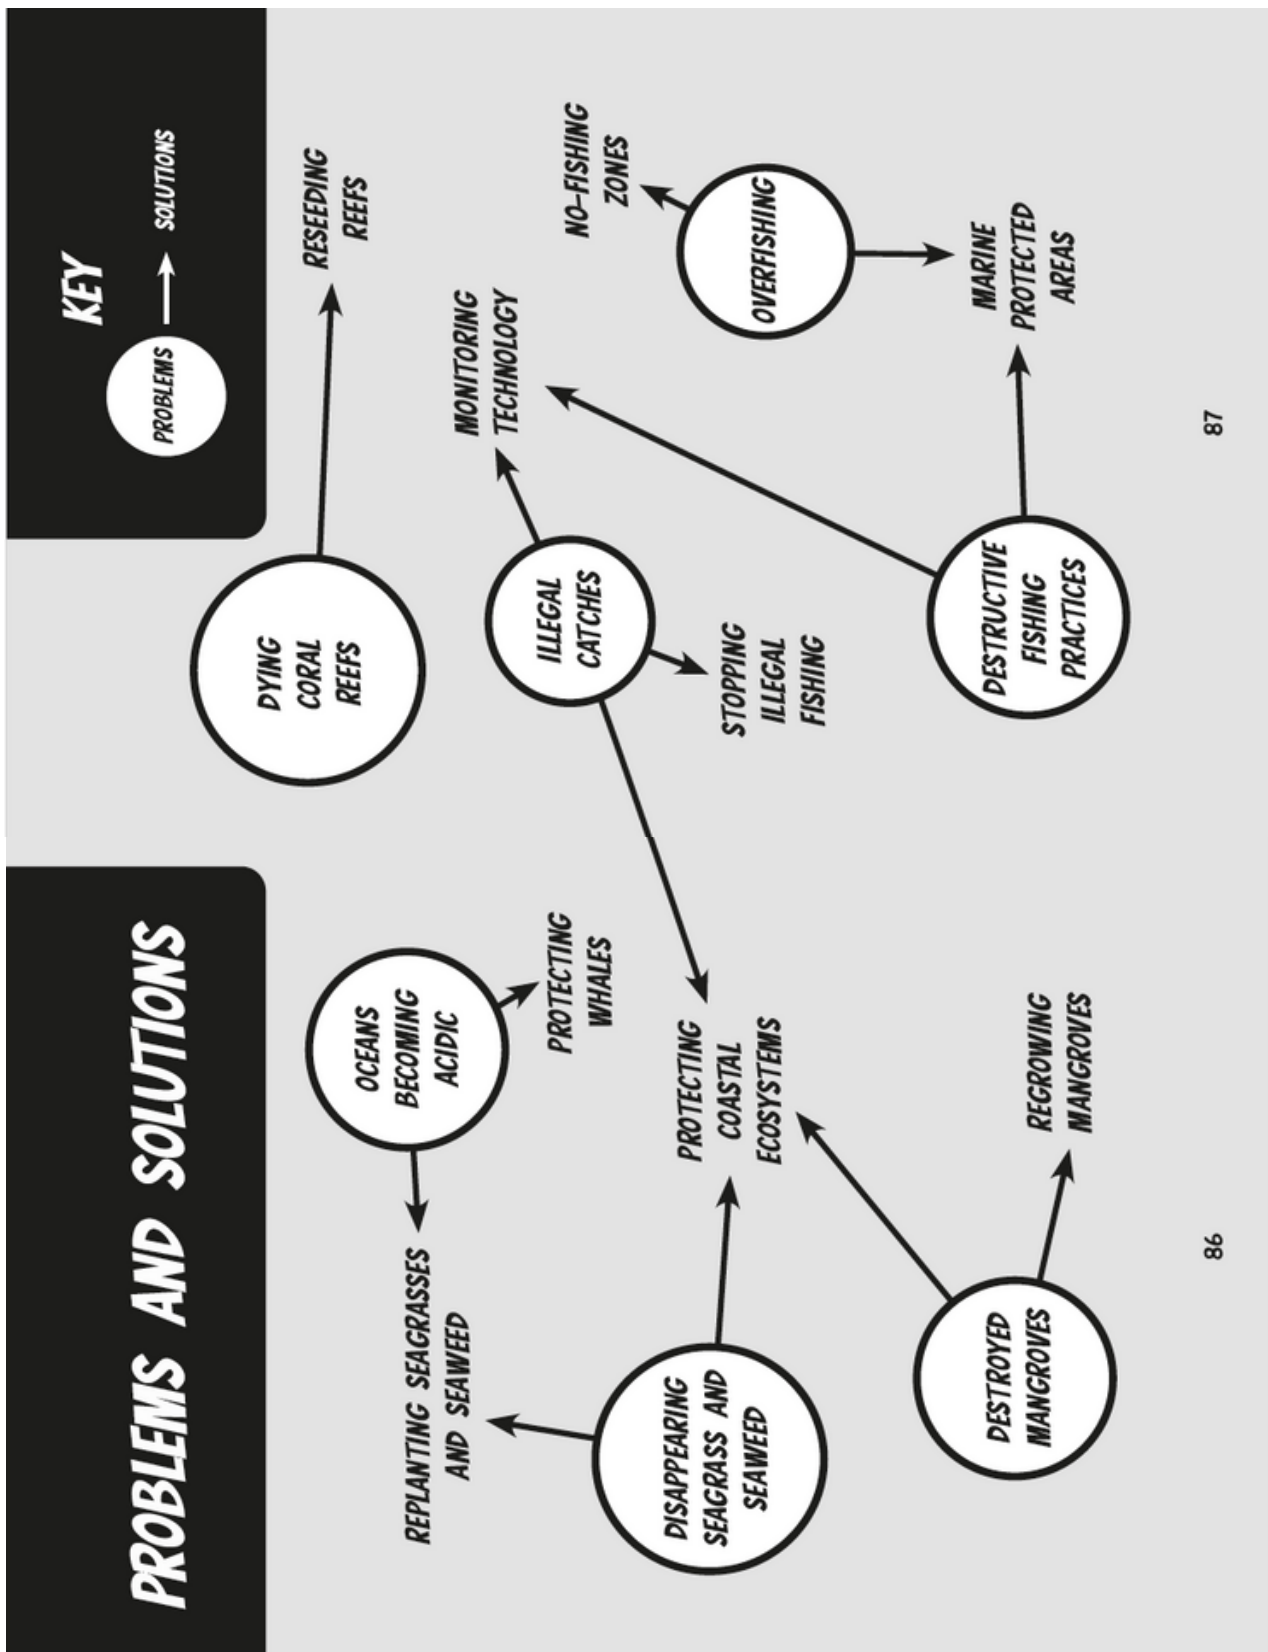 PROBLEMS AND SOLUTIONS
KEY
PROBLEMS
SOLUTIONS
OCEANS
BECOMING
ACIDIC
PROTECTING
WHALES
REPLANTING SEAGRASSES
AND SEAWEED
DISAPPEARING
SEAGRASS AND
SEAWEED
PROTECTING
COASTAL
ECOSYSTEMS
DESTROYED
MANGROVES
REGROWING
MANGROVES
86
DYING
CORAL
REEFS
RESEEDING
REEFS
ILLEGAL
CATCHES
MONITORING
TECHNOLOGY
STOPPING
ILLEGAL
FISHING
NO-FISHING
ZONES
OVERFISHING
MARINE
PROTECTED
AREAS
DESTRUCTIVE
FISHING
PRACTICES
87